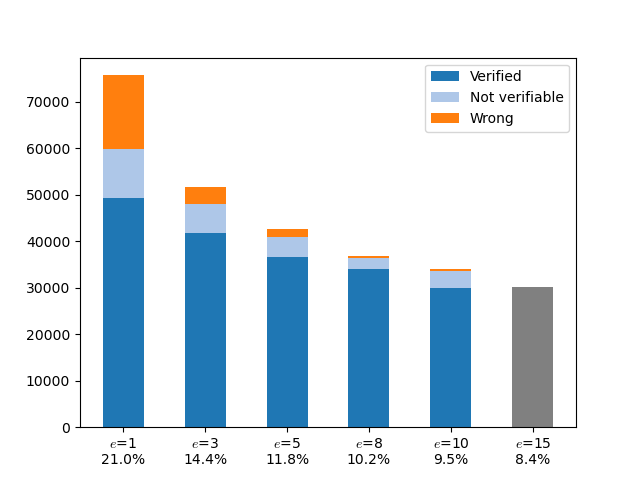 Verified
Not verifiable
Wrong
70000
60000
50000
40000
30000
20000
10000
0
e=1 e=3 e=5 e=8 e=10 e=15
21.0% 14.4% 11.8% 10.2% 9.5% 8.4%